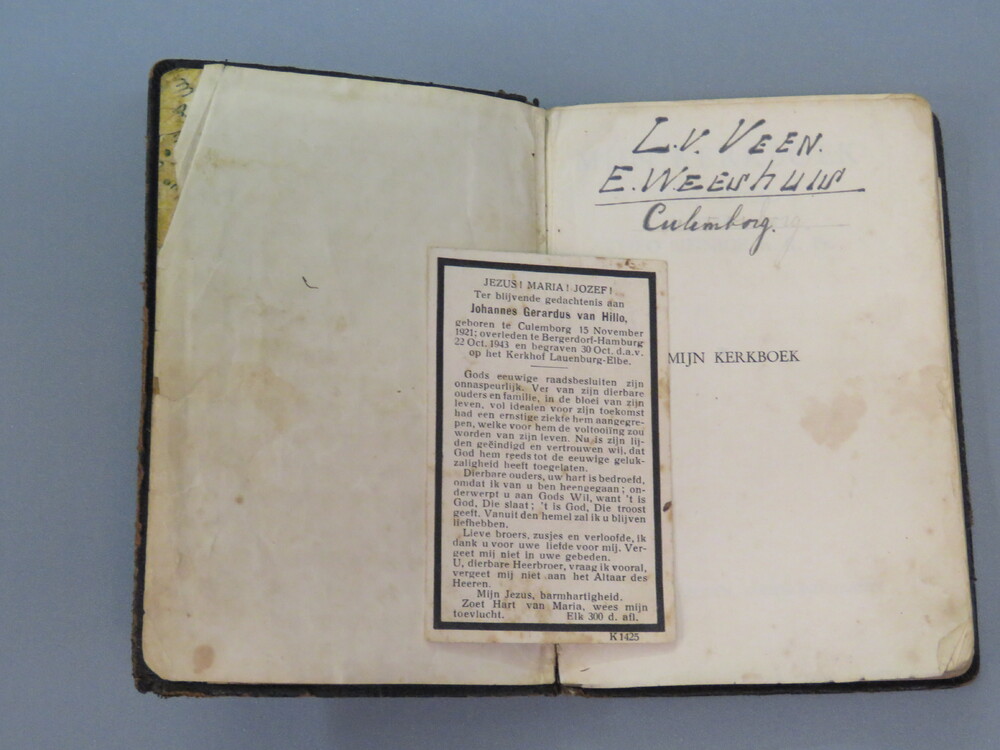 L.V. VEEN.
E. WEESHUIS
Culemborg.
MIJN KERKBOEK
JEZUS! MARIA! JOZEF!
Ter blijvende gedachtenis aan
Johannes Gerardus van Hillo,
geboren te Culemborg 15 November
1921; overleden te Bergerdorf-Hamburg
22 Oct. 1943 en begraven 30 Oct. d.a.v.
op het Kerkhof Lauenburg-Elbe.
Gods eeuwige raadsbesluiten zijn
onnaspeurlijk. Ver van zijn dierbare
ouders en familie, in de bloei van zijn
leven, vol idealen voor zijn toekomst
had een ernstige ziekte hem aangegre-
pen, welke voor hem de voltooiïng zou
worden van zijn leven. Nu is zijn lij-
den geëindigd en vertrouwen wij, dat
God hem reeds tot de eeuwige geluk-
zaligheid heeft toegelaten.
Dierbare ouders, uw hart is bedroefd,
omdat ik van u ben heengegaan; on-
derwerpt u aan Gods Wil, want 't is
God, Die slaat; 't is God, Die troost
geeft. Vanuit den hemel zal ik u blijven
liefhebben.
Lieve broers, zusjes en verloofde, ik
dank u voor uwe liefde voor mij. Ver-
geet mij niet in uwe gebeden.
U, dierbare Heerbroer, vraag ik vooral,
vergeet mij niet aan het Altaar des
Heeren.
Mijn Jezus, barmhartigheid.
Zoet Hart van Maria, wees mijn
toevlucht. Elk 300 d. afl.
K 1425